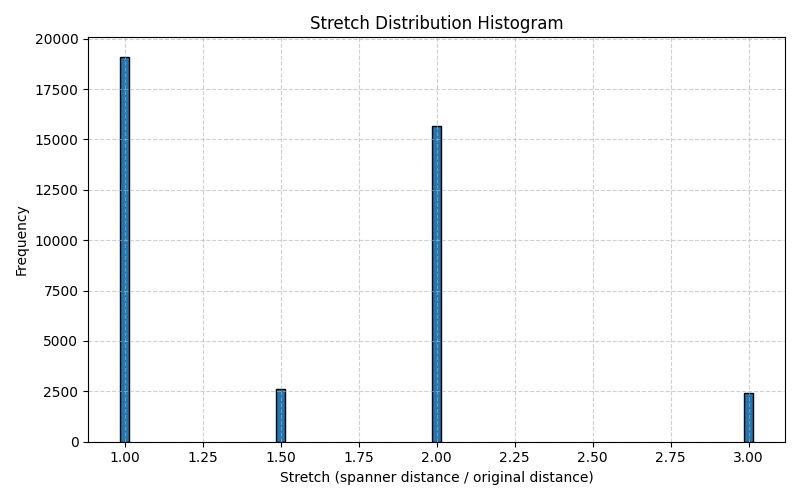 Stretch Distribution Histogram
20000
17500
15000
12500
10000
7500
5000
2500
0
Frequency
1.00 1.25 1.50 1.75 2.00 2.25 2.50 2.75 3.00
Stretch (spanner distance / original distance)